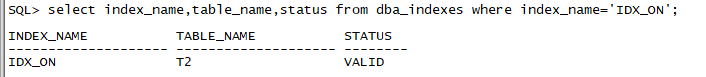 SQL> select index_name,table_name,status from dba_indexes where index_name='IDX_ON';
INDEX_NAME TABLE_NAME STATUS
-------------------- -------------------- --------
IDX_ON T2 VALID